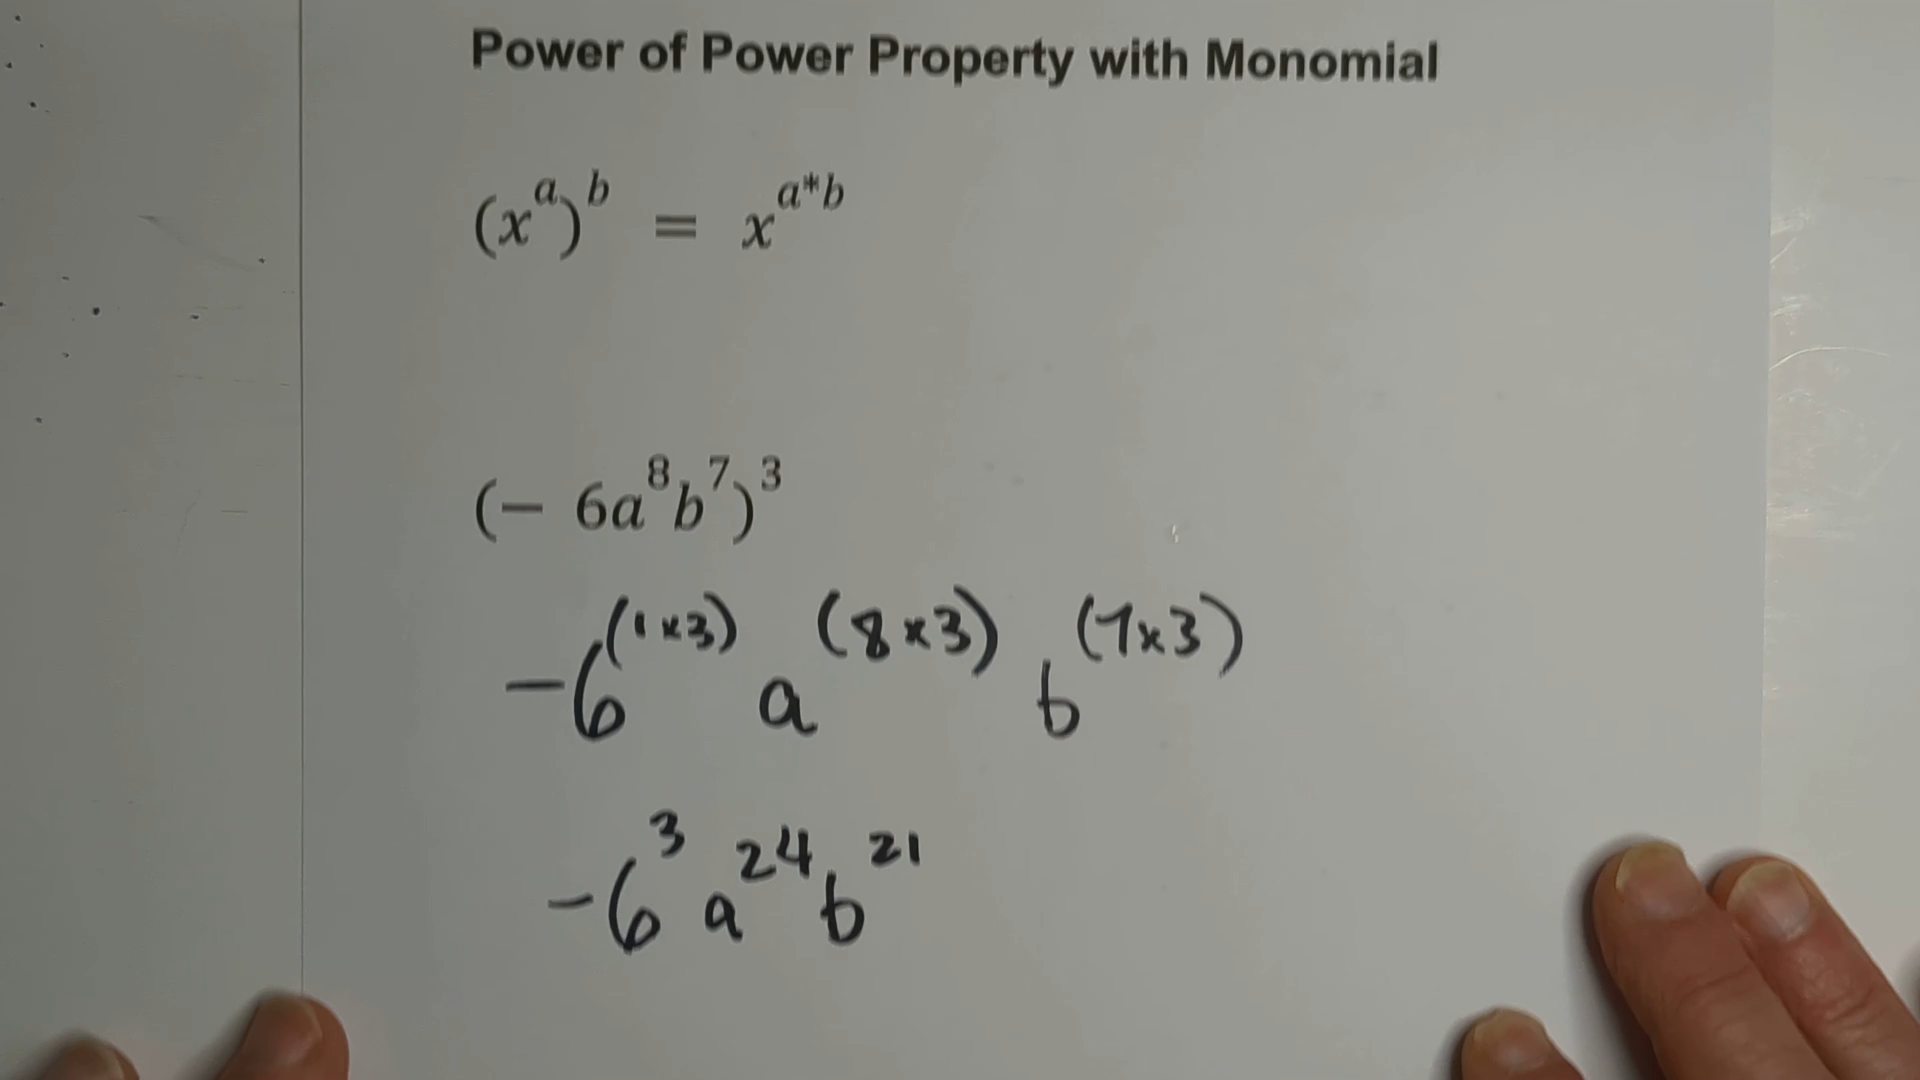 Power of Power Property with Monomial
(x^a)^b = x^{a*b}
(− 6a^8b^7)^3
−6^{(1×3)} a^{(8×3)} b^{(7×3)}
−6^3 a^{24} b^{21}